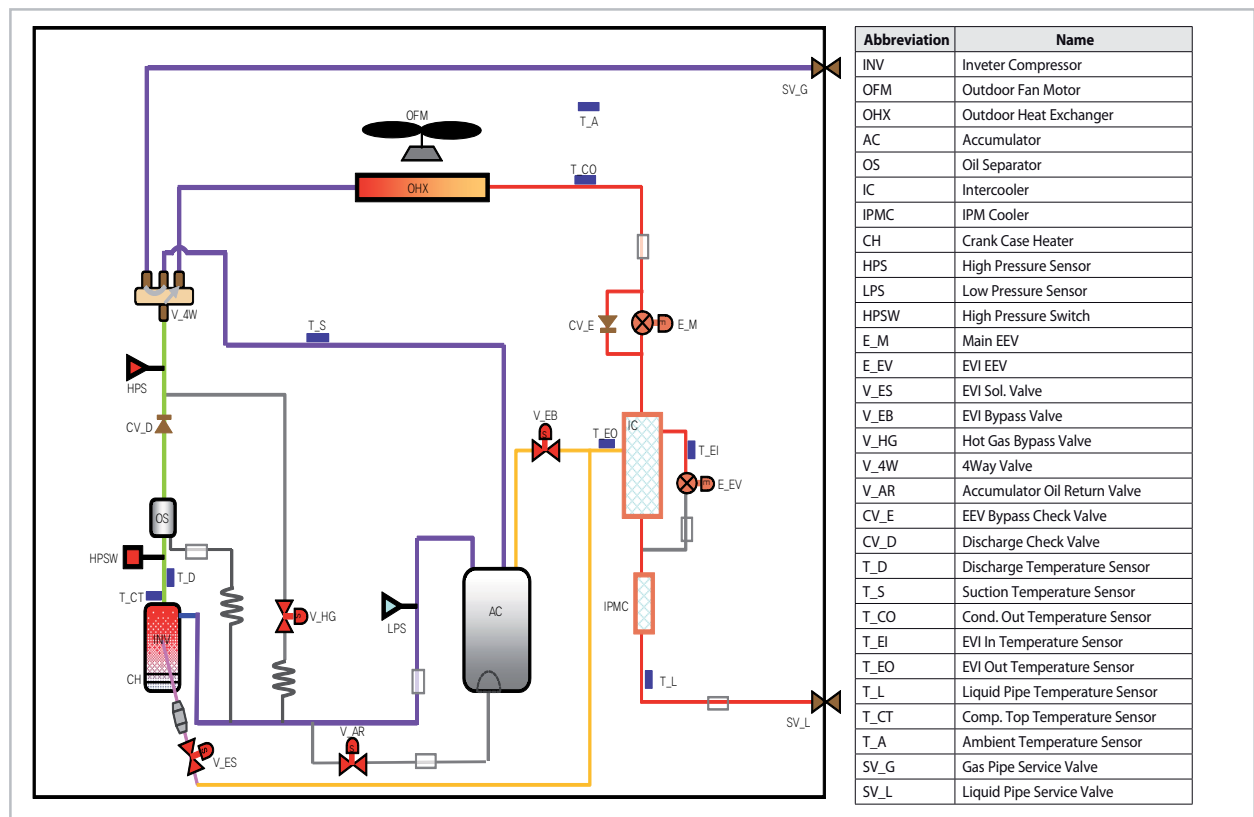 SV_G
OFM
T_A
T_CO
OHX
V_4W
T_S
CV_E
E_M
HPS
CV_D
V_EB
T_EO
IC
T_EI
E_EV
OS
HPSW
T_D
T_CT
INV
CH
V_HG
LPS
AC
IPMC
T_L
SV_L
V_AR
V_ES
S
S
S
S
E
E
Abbreviation Name
INV Inveter Compressor
OFM Outdoor Fan Motor
OHX Outdoor Heat Exchanger
AC Accumulator
OS Oil Separator
IC Intercooler
IPMC IPM Cooler
CH Crank Case Heater
HPS High Pressure Sensor
LPS Low Pressure Sensor
HPSW High Pressure Switch
E_M Main EEV
E_EV EVI EEV
V_ES EVI Sol. Valve
V_EB EVI Bypass Valve
V_HG Hot Gas Bypass Valve
V_4W 4Way Valve
V_AR Accumulator Oil Return Valve
CV_E EEV Bypass Check Valve
CV_D Discharge Check Valve
T_D Discharge Temperature Sensor
T_S Suction Temperature Sensor
T_CO Cond. Out Temperature Sensor
T_EI EVI In Temperature Sensor
T_EO EVI Out Temperature Sensor
T_L Liquid Pipe Temperature Sensor
T_CT Comp. Top Temperature Sensor
T_A Ambient Temperature Sensor
SV_G Gas Pipe Service Valve
SV_L Liquid Pipe Service Valve